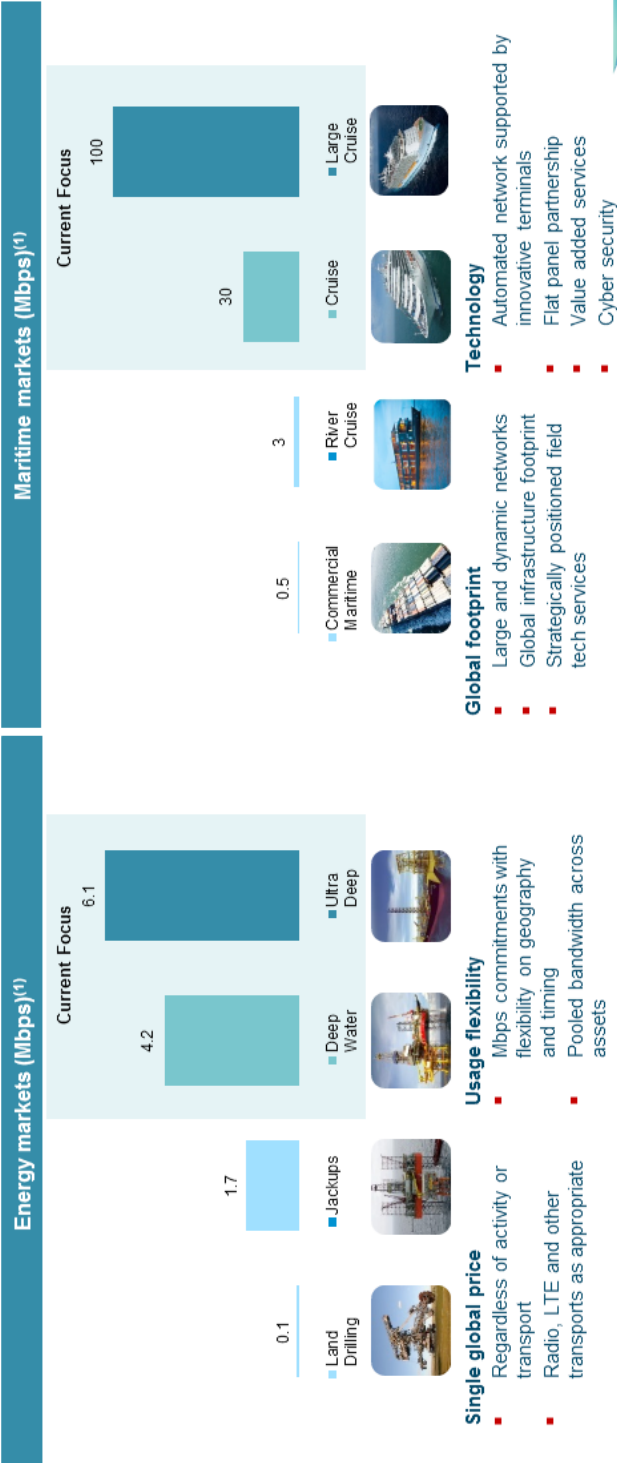 Energy markets (Mbps)(1)
Current Focus
0.1
1.7
4.2
6.1
Land
Drilling
Jackups
Deep
Water
Ultra
Deep
Maritime markets (Mbps)(1)
Current Focus
0.5
3
30
100
Commercial
Maritime
River
Cruise
Cruise
Large
Cruise
Single global price
Regardless of activity or
transport
Radio, LTE and other
transports as appropriate
Usage flexibility
Mbps commitments with
flexibility on geography
and timing
Pooled bandwidth across
assets
Global footprint
Large and dynamic networks
Global infrastructure footprint
Strategically positioned field
tech services
Technology
Automated network supported by
innovative terminals
Flat panel partnership
Value added services
Cyber security